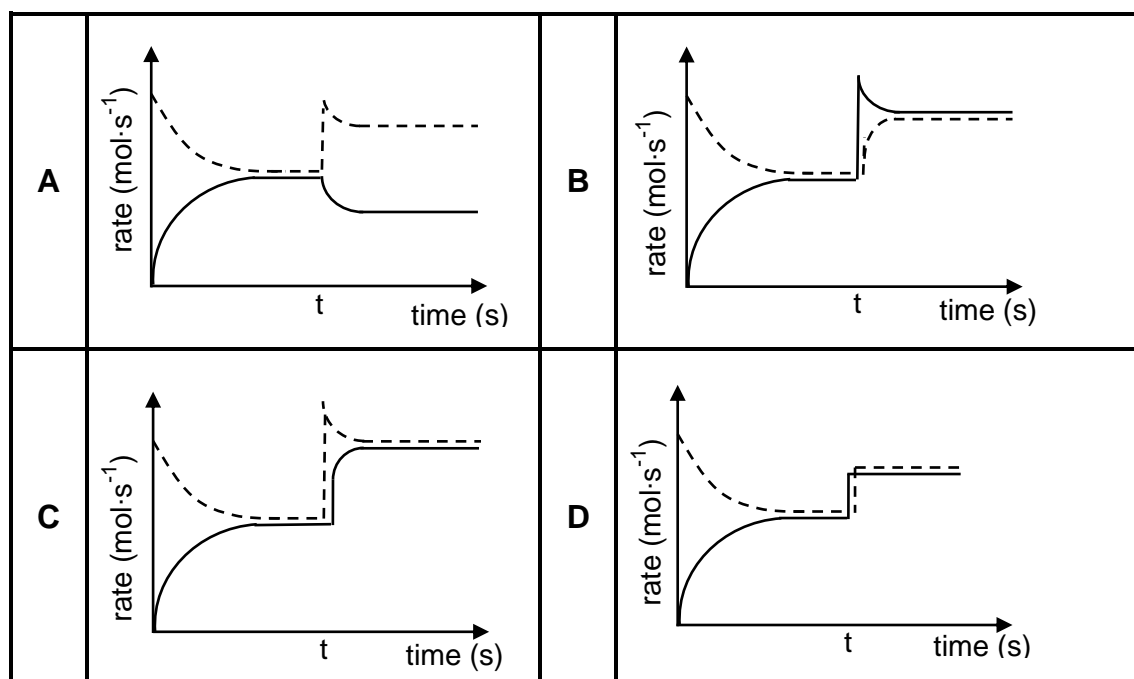 A
rate (mol·s⁻¹)
t
time (s)
B
rate (mol·s⁻¹)
t
time (s)
C
rate (mol·s⁻¹)
t
time (s)
D
rate (mol·s⁻¹)
t
time (s)